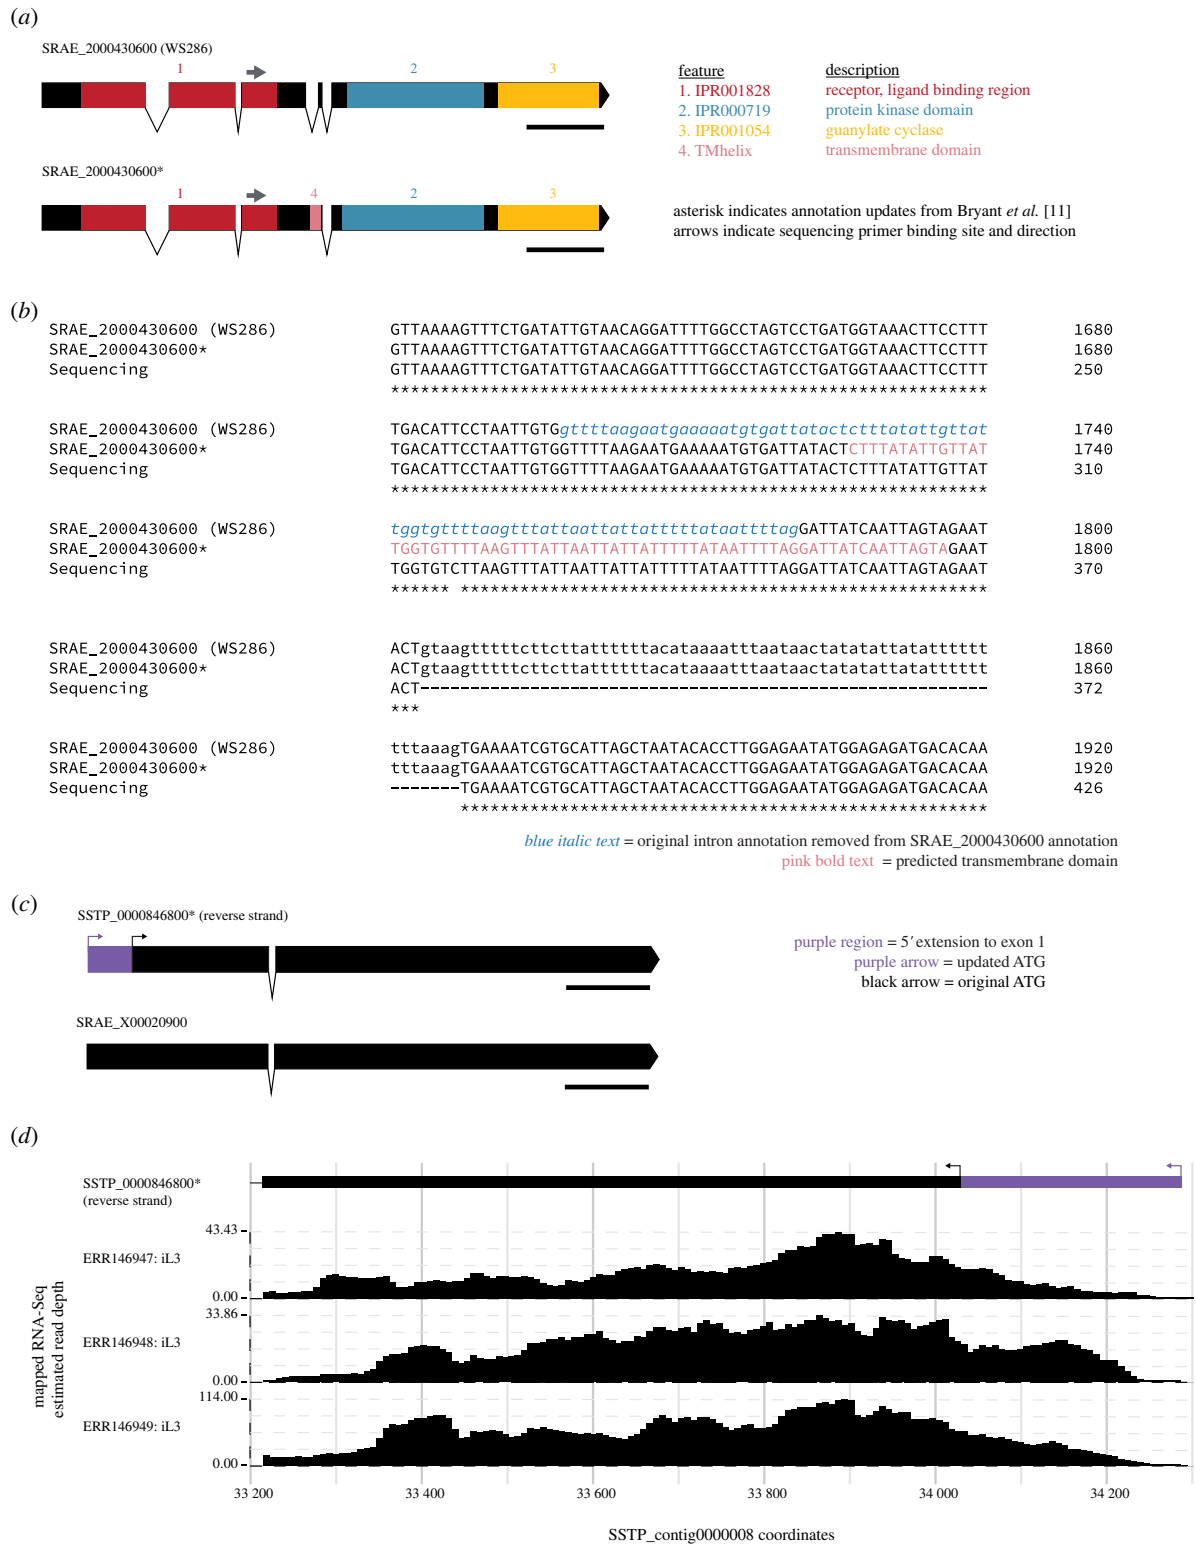 (a)
SRAE_2000430600 (WS286)
1 2 3
feature description
1. IPR001828 receptor, ligand binding region
2. IPR000719 protein kinase domain
3. IPR001054 guanylate cyclase
4. TMhelix transmembrane domain
SRAE_2000430600*
1 4 2 3
asterisk indicates annotation updates from Bryant et al. [11]
arrows indicate sequencing primer binding site and direction
(b)
SRAE_2000430600 (WS286) GTTAAAAGTTTCTGATATTGTAACAGGATTTTGGCCTAGTCCTGATGGTAAACTTCCTTT 1680
SRAE_2000430600* GTTAAAAGTTTCTGATATTGTAACAGGATTTTGGCCTAGTCCTGATGGTAAACTTCCTTT 1680
Sequencing GTTAAAAGTTTCTGATATTGTAACAGGATTTTGGCCTAGTCCTGATGGTAAACTTCCTTT 250
************************************************************
SRAE_2000430600 (WS286) TGACATTCCTAATTGTGgttttaagaatgaaaaatgtgattatactctttatattgttat 1740
SRAE_2000430600* TGACATTCCTAATTGTGGTTTTAAGAATGAAAAATGTGATTATACTCTTTATATTGTTAT 1740
Sequencing TGACATTCCTAATTGTGGTTTTAAGAATGAAAAATGTGATTATACTCTTTATATTGTTAT 310
************************************************************
SRAE_2000430600 (WS286) tggtgttttaagtttattaattattatttttataattttagGATTATCAATTAGTAGAAT 1800
SRAE_2000430600* TGGTGTTTTAAGTTTATTAATTATTATTTTTATAATTTTAGGATTATCAATTAGTAGAAT 1800
Sequencing TGGTGTCTTAAGTTTATTAATTATTATTTTTATAATTTTAGGATTATCAATTAGTAGAAT 370
****** *****************************************************
SRAE_2000430600 (WS286) ACTgtaagtttttcttcttattttttacataaaatttaataactatatattatatttttt 1860
SRAE_2000430600* ACTgtaagtttttcttcttattttttacataaaatttaataactatatattatatttttt 1860
Sequencing ACT--------------------------------------------------------- 372
***
SRAE_2000430600 (WS286) tttaaagTGAAAATCGTGCATTAGCTAATACACCTTGGAGAATATGGAGAGATGACACAA 1920
SRAE_2000430600* tttaaagTGAAAATCGTGCATTAGCTAATACACCTTGGAGAATATGGAGAGATGACACAA 1920
Sequencing -------TGAAAATCGTGCATTAGCTAATACACCTTGGAGAATATGGAGAGATGACACAA 426
*****************************************************
blue italic text = original intron annotation removed from SRAE_2000430600 annotation
pink bold text = predicted transmembrane domain
(c)
SSTP_0000846800* (reverse strand)
purple region = 5′ extension to exon 1
purple arrow = updated ATG
black arrow = original ATG
SRAE_X00020900
(d)
SSTP_0000846800*
(reverse strand)
43.43
ERR146947: iL3
0.00
33.86
ERR146948: iL3
0.00
114.00
ERR146949: iL3
0.00
mapped RNA-Seq
estimated read depth
33 200 33 400 33 600 33 800 34 000 34 200
SSTP_contig0000008 coordinates